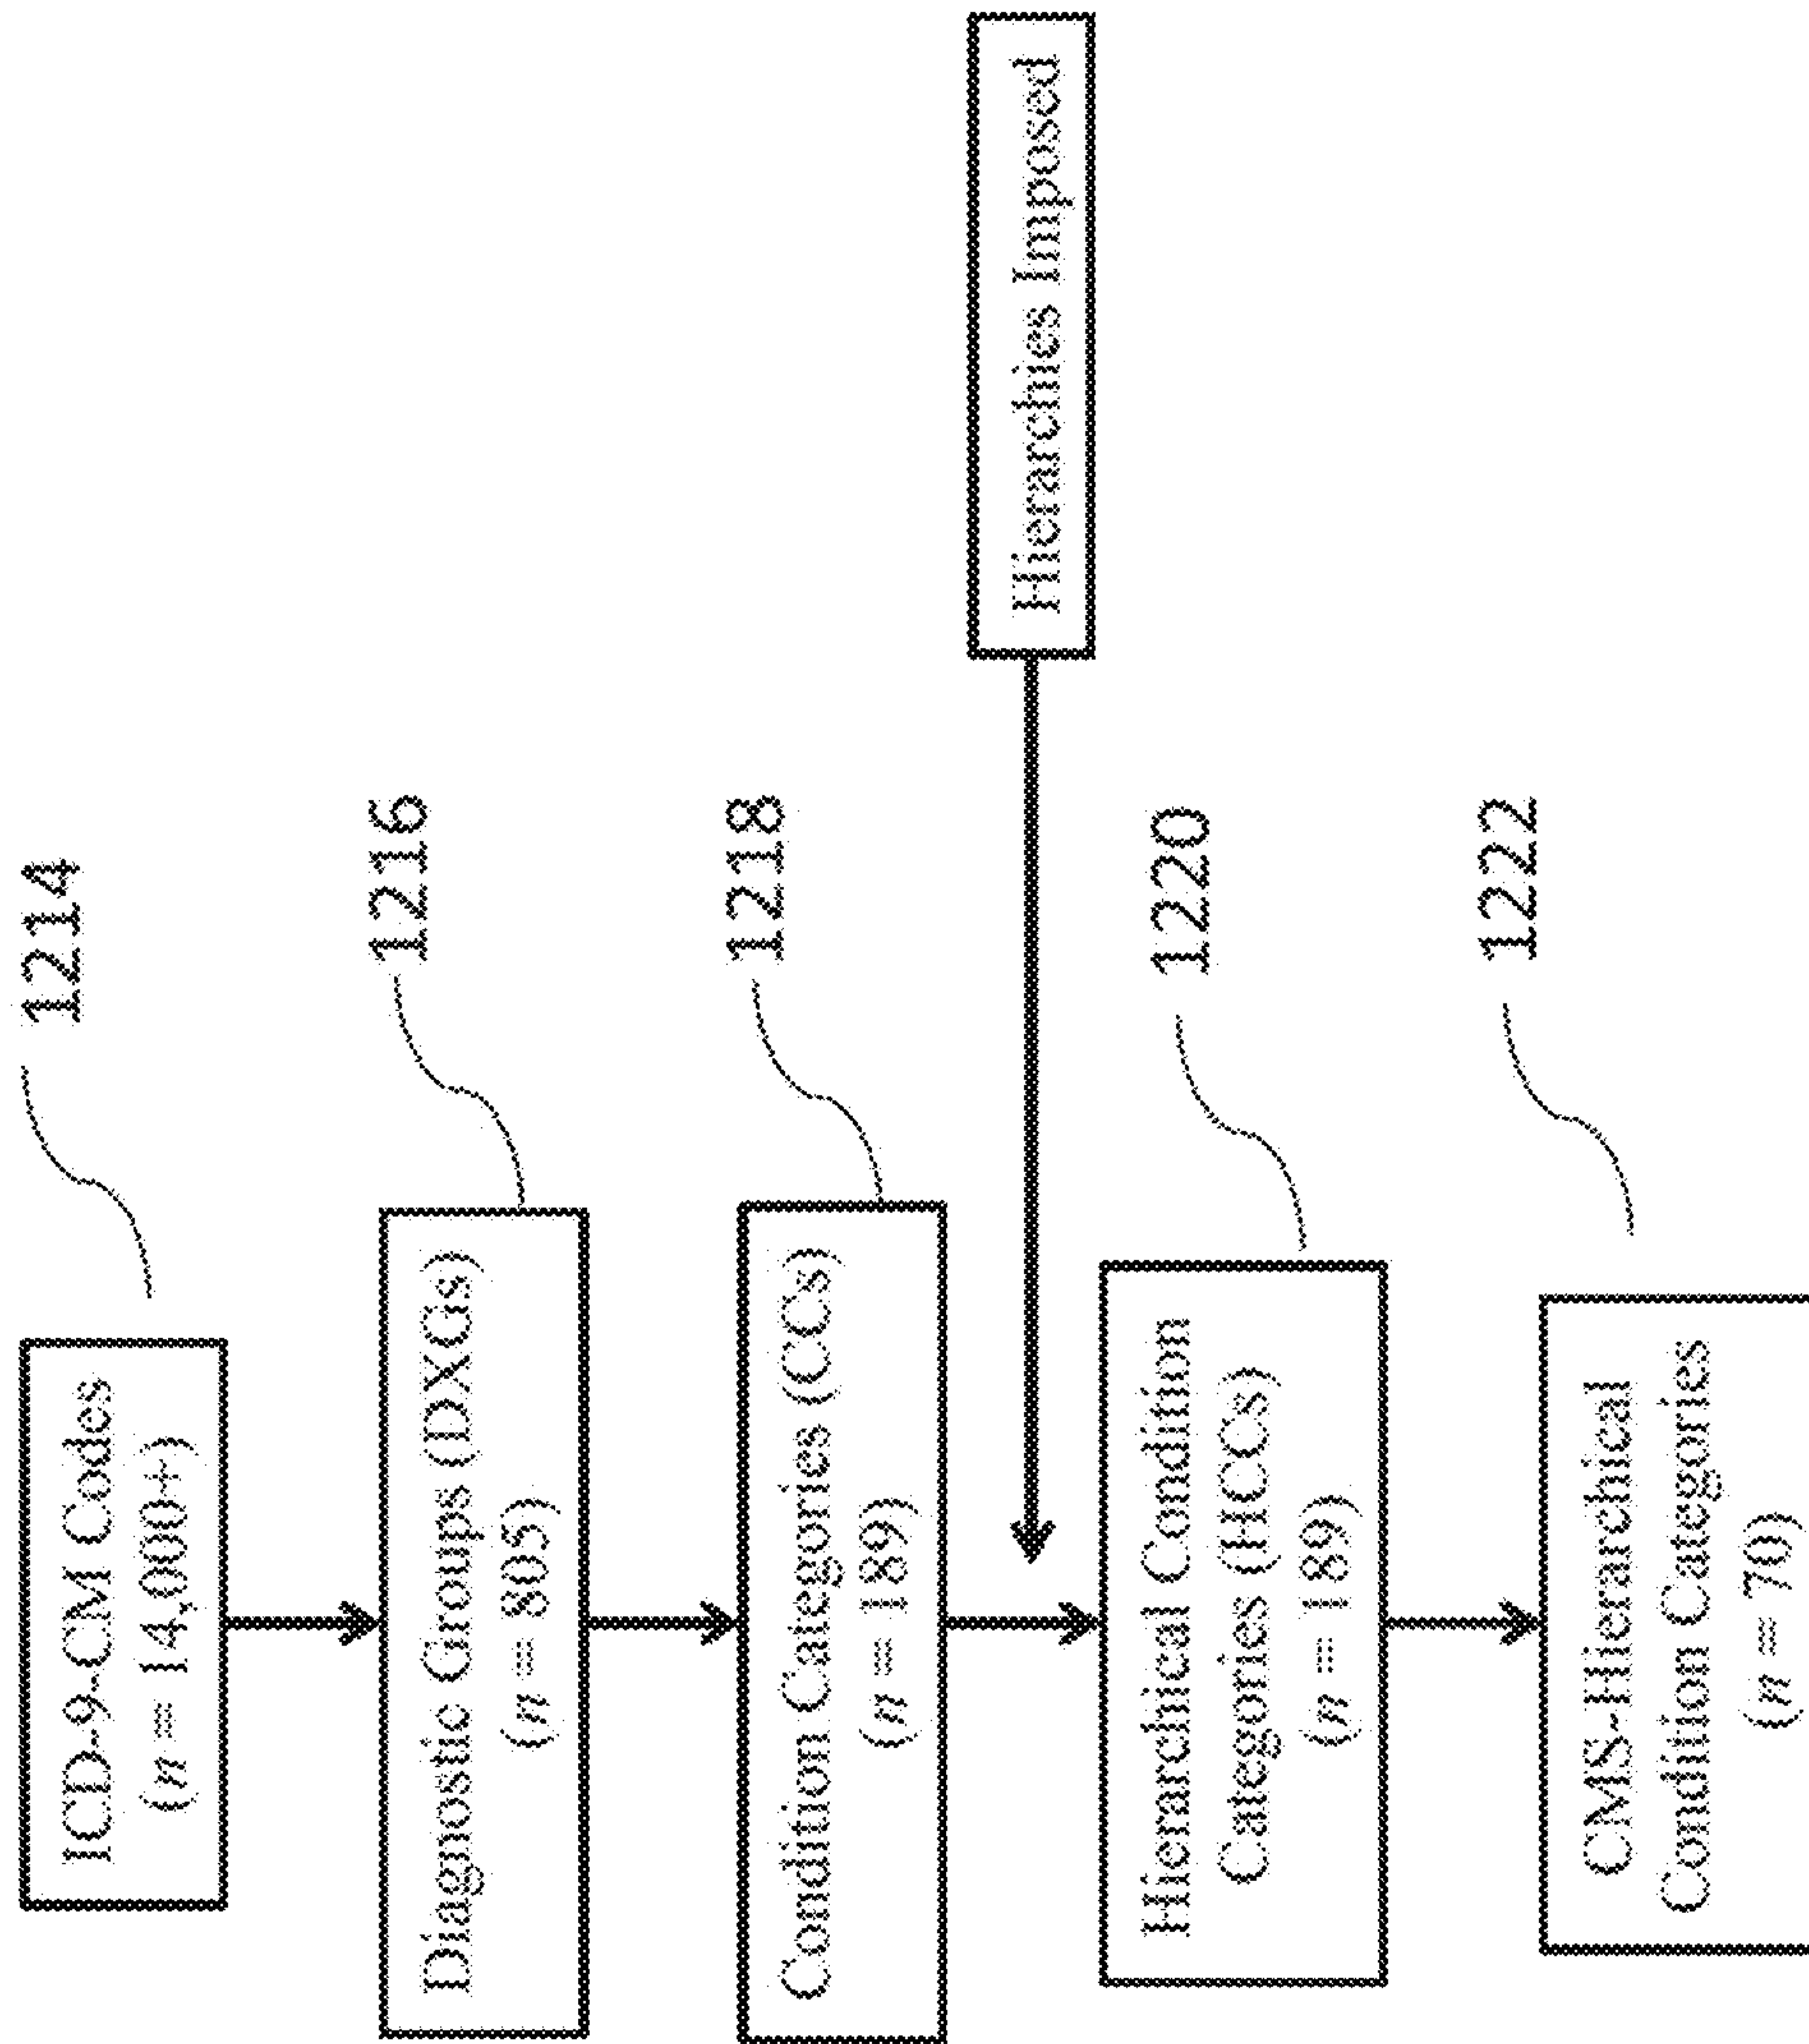 ICD-9-CM Codes
(n = 14,000+)
1214
Diagnostic Groups (DXGs)
(n = 805)
1216
Condition Categories (CCs)
(n = 189)
1218
Hierarchies Imposed
Hierarchical Condition
Categories (HCCs)
(n = 189)
1220
CMS-Hierarchical
Condition Categories
(n = 70)
1222